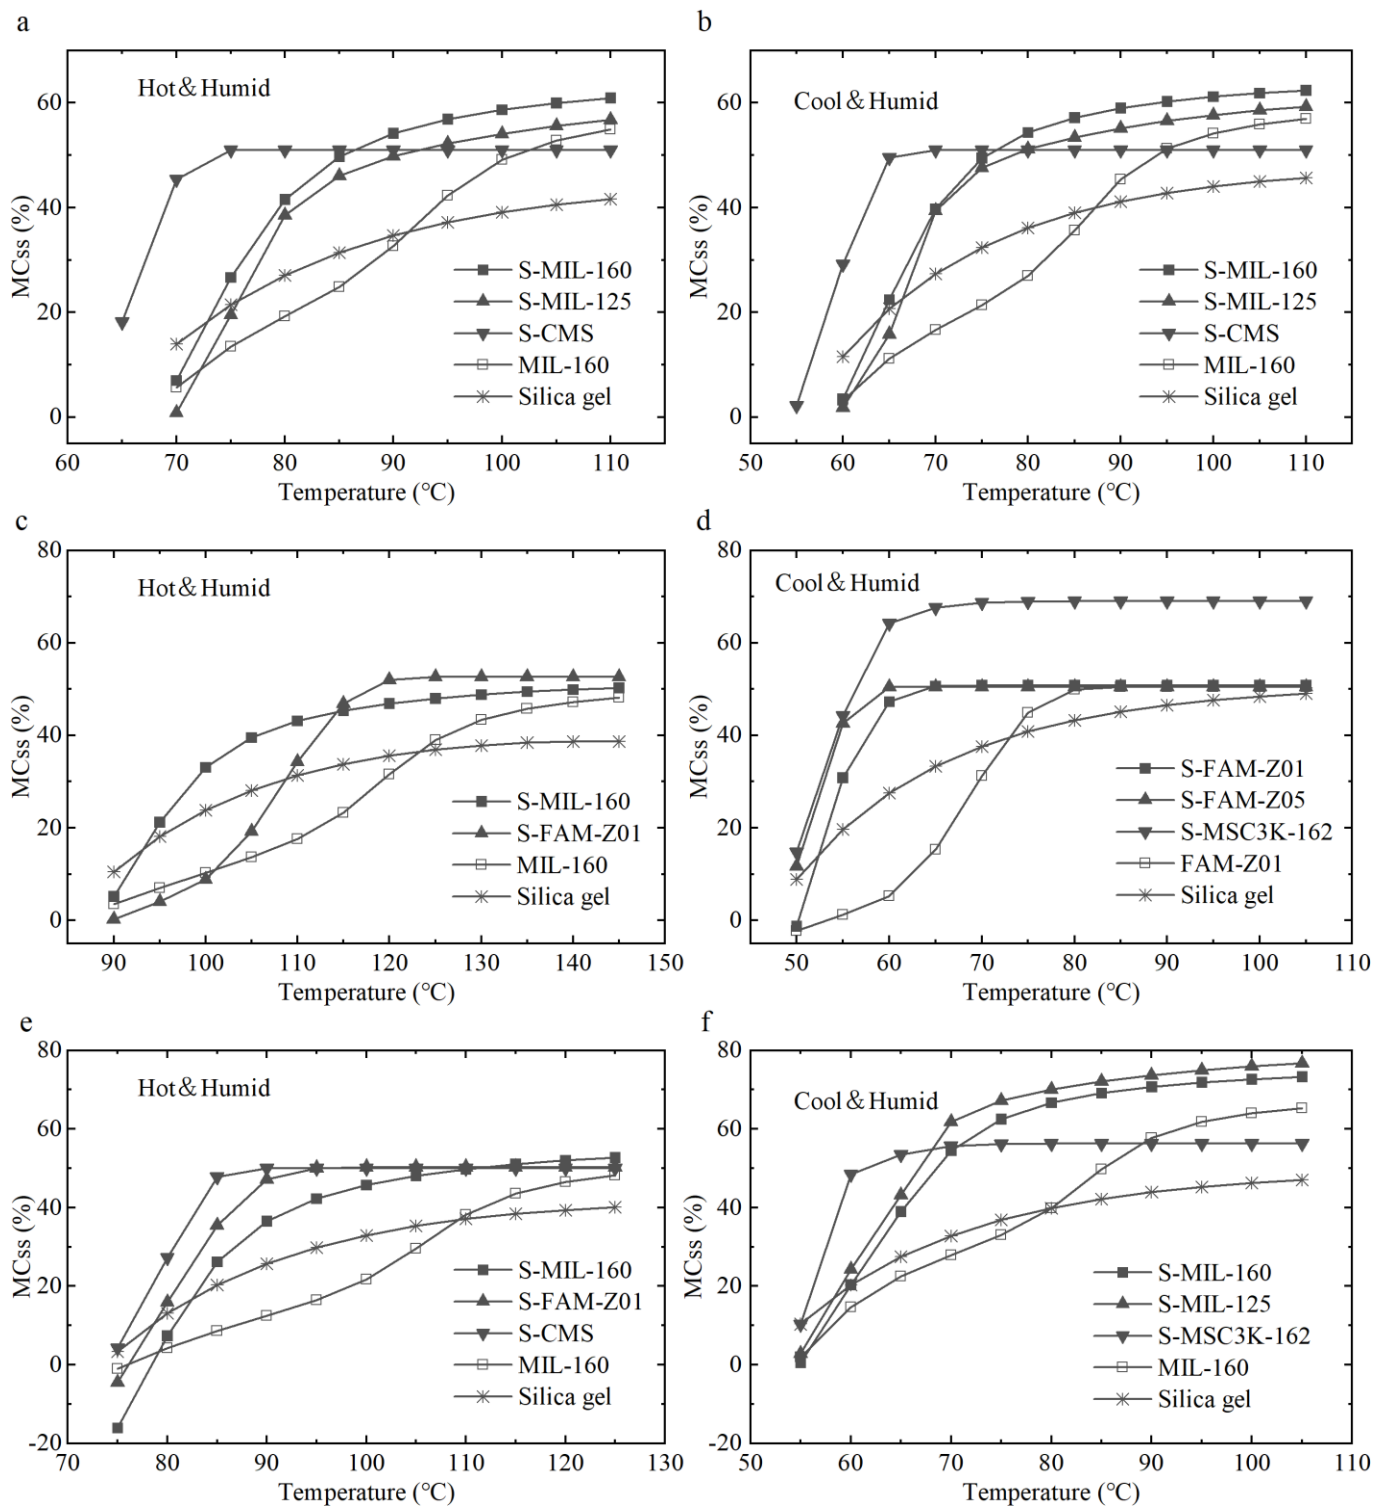 a
Hot&Humid
MCss (%)
60
40
20
0
S-MIL-160
S-MIL-125
S-CMS
MIL-160
Silica gel
60 70 80 90 100 110
Temperature (°C)
b
Cool&Humid
MCss (%)
60
40
20
0
S-MIL-160
S-MIL-125
S-CMS
MIL-160
Silica gel
50 60 70 80 90 100 110
Temperature (°C)
c
Hot&Humid
MCss (%)
80
60
40
20
0
S-MIL-160
S-FAM-Z01
MIL-160
Silica gel
90 100 110 120 130 140 150
Temperature (°C)
d
Cool&Humid
MCss (%)
80
60
40
20
0
S-FAM-Z01
S-FAM-Z05
S-MSC3K-162
FAM-Z01
Silica gel
50 60 70 80 90 100 110
Temperature (°C)
e
Hot&Humid
MCss (%)
80
60
40
20
0
-20
S-MIL-160
S-FAM-Z01
S-CMS
MIL-160
Silica gel
70 80 90 100 110 120 130
Temperature (°C)
f
Cool&Humid
MCss (%)
80
60
40
20
0
-20
S-MIL-160
S-MIL-125
S-MSC3K-162
MIL-160
Silica gel
50 60 70 80 90 100 110
Temperature (°C)